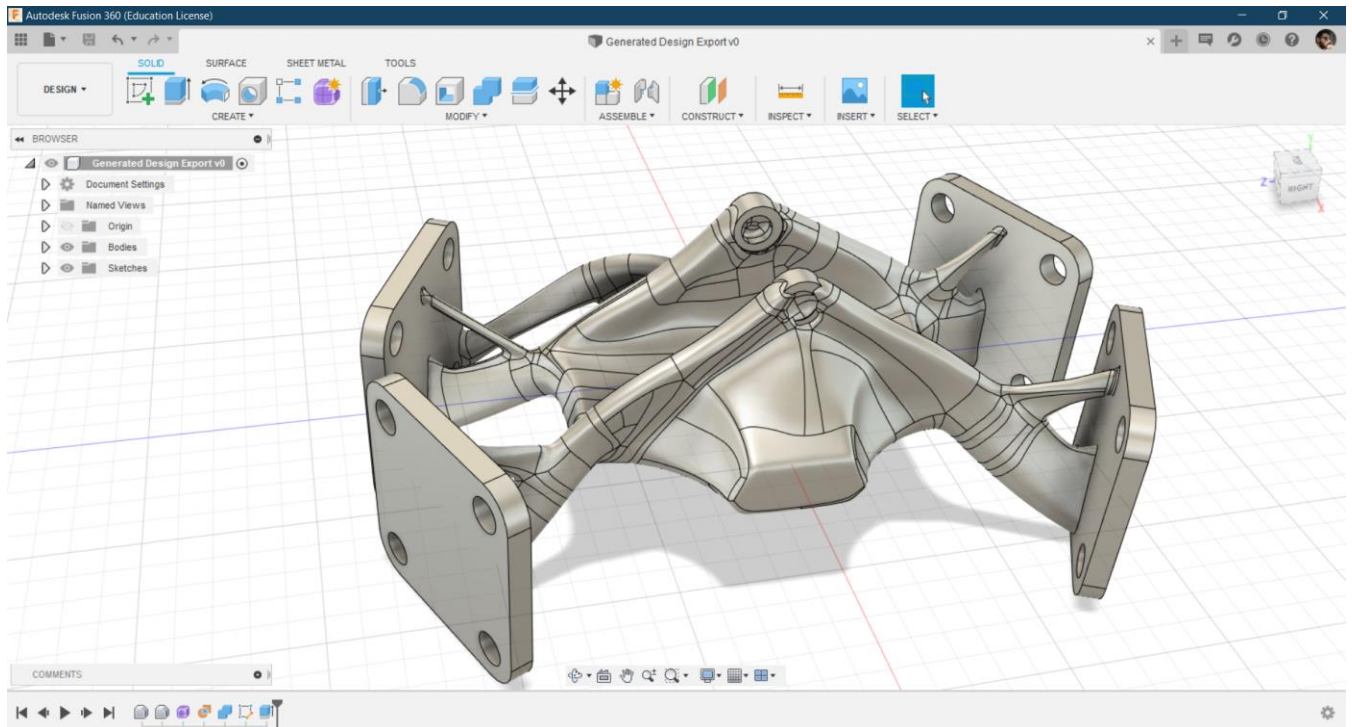 Autodesk Fusion 360 (Education License)
Generated Design Export v0
SOLID SURFACE SHEET METAL TOOLS
DESIGN
CREATE MODIFY ASSEMBLE CONSTRUCT INSPECT INSERT SELECT
BROWSER
Generated Design Export v0
Document Settings
Named Views
Origin
Bodies
Sketches
Y
Z
RIGHT
X
COMMENTS